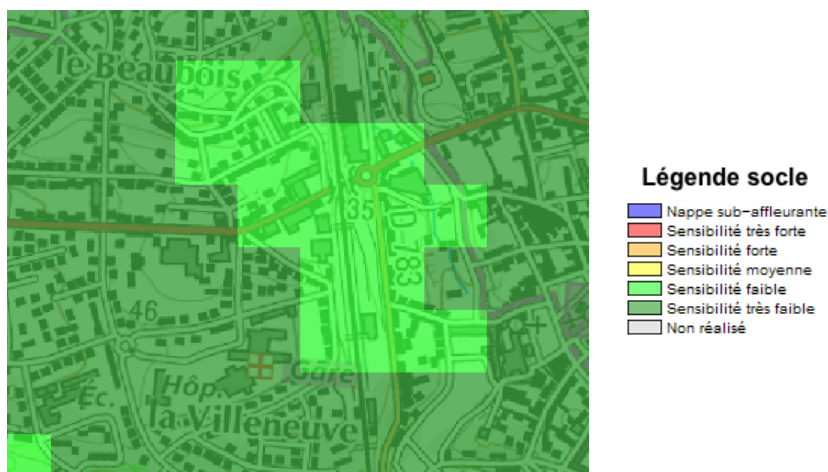 le Beaubois
35
D 783
46
Gare
Hôp.
Éc.
la Villeneuve
Légende socle
Nappe sub-affleurante
Sensibilité très forte
Sensibilité forte
Sensibilité moyenne
Sensibilité faible
Sensibilité très faible
Non réalisé